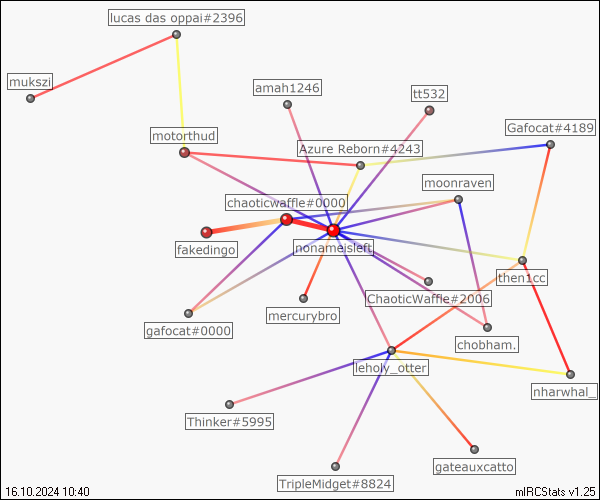 lucas das oppai#2396
mukszi
amah1246
tt532
Gafocat#4189
motorthud
Azure Reborn#4243
moonraven
chaoticwaffle#0000
fakedingo
nonameisleft
then1cc
ChaoticWaffle#2006
mercurybro
gafocat#0000
chobham.
leholy_otter
nharwhal_
Thinker#5995
gateauxcatto
TripleMidget#8824
16.10.2024 10:40
mIRCStats v1.25